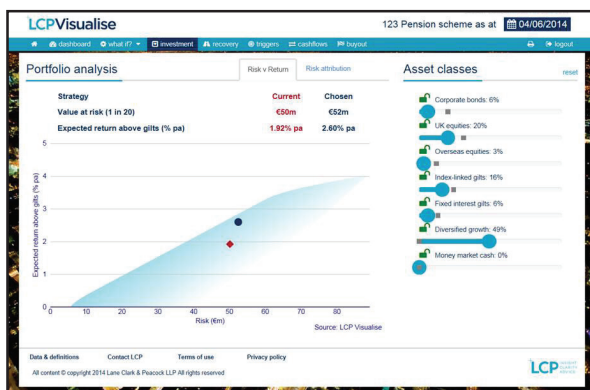 LCPVisualise
123 Pension scheme as at 04/06/2014
dashboard what if? investment recovery triggers cashflows buyout logout
Portfolio analysis
Risk v Return Risk attribution
Strategy Current Chosen
Value at risk (1 in 20) €50m €52m
Expected return above gilts (% pa) 1.92% pa 2.60% pa
5
4
3
2
1
0
Expected return above gilts (% pa)
0 10 20 30 40 50 60 70 80
Risk (€m)
Source: LCP Visualise
Asset classes reset
Corporate bonds: 6%
UK equities: 20%
Overseas equities: 3%
Index-linked gilts: 16%
Fixed interest gilts: 6%
Diversified growth: 49%
Money market cash: 0%
Data & definitions Contact LCP Terms of use Privacy policy
All content © copyright 2014 Lane Clark & Peacock LLP All rights reserved
LCP